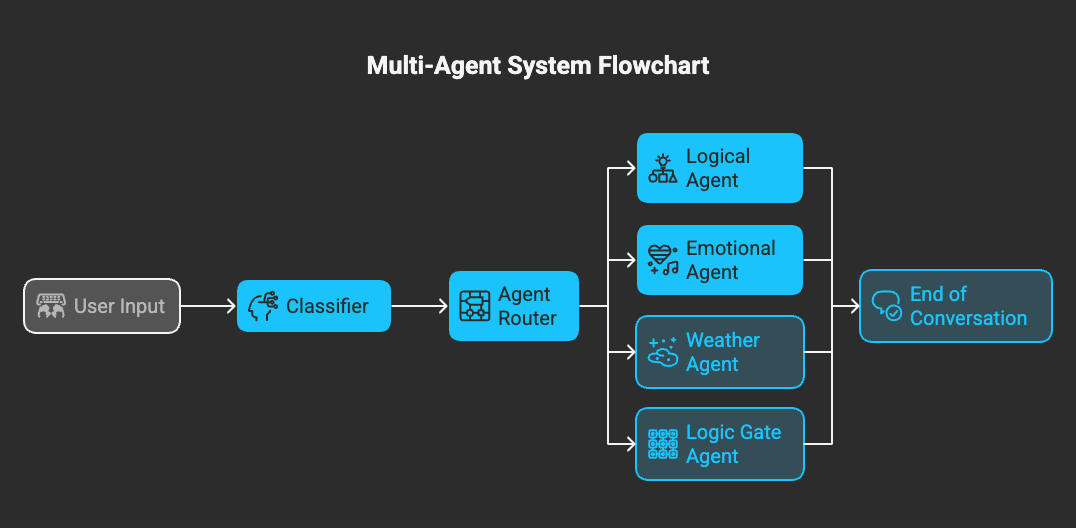 Multi-Agent System Flowchart
User Input
Classifier
Agent
Router
Logical
Agent
Emotional
Agent
Weather
Agent
Logic Gate
Agent
End of
Conversation